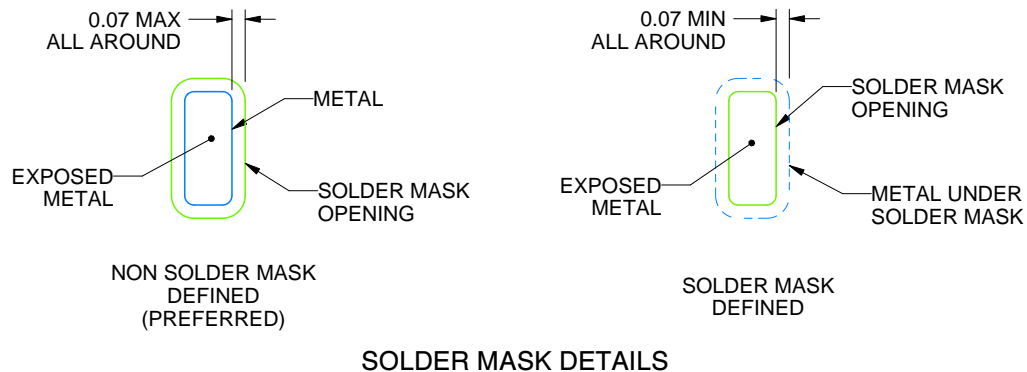 0.07 MAX
ALL AROUND
METAL
EXPOSED
METAL
SOLDER MASK
OPENING
NON SOLDER MASK
DEFINED
(PREFERRED)
0.07 MIN
ALL AROUND
SOLDER MASK
OPENING
EXPOSED
METAL
METAL UNDER
SOLDER MASK
SOLDER MASK
DEFINED
SOLDER MASK DETAILS